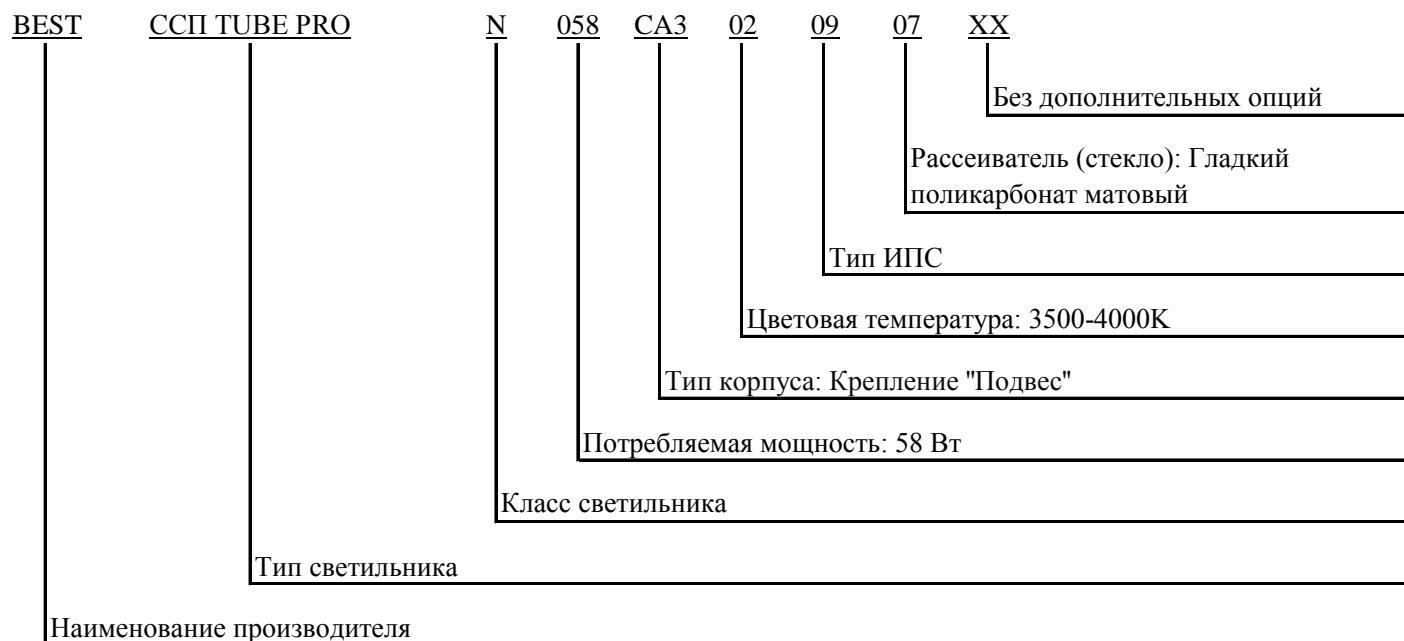 BEST ССП TUBE PRO N 058 CA3 02 09 07 XX
Без дополнительных опций
Рассеиватель (стекло): Гладкий
поликарбонат матовый
Тип ИПС
Цветовая температура: 3500-4000К
Тип корпуса: Крепление "Подвес"
Потребляемая мощность: 58 Вт
Класс светильника
Тип светильника
Наименование производителя